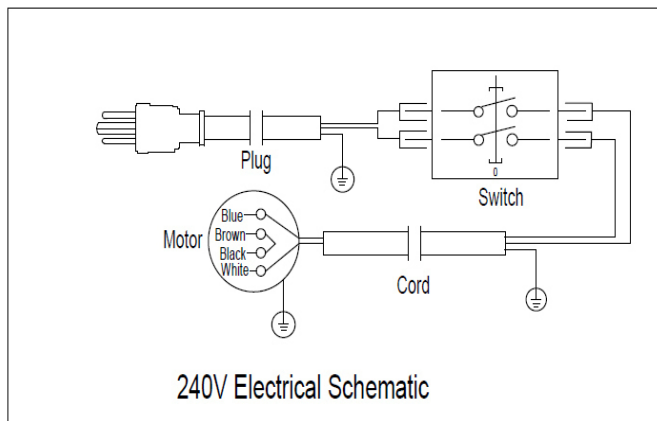 Plug
0
Switch
Blue
Brown
Black
White
Motor
Cord
240V Electrical Schematic